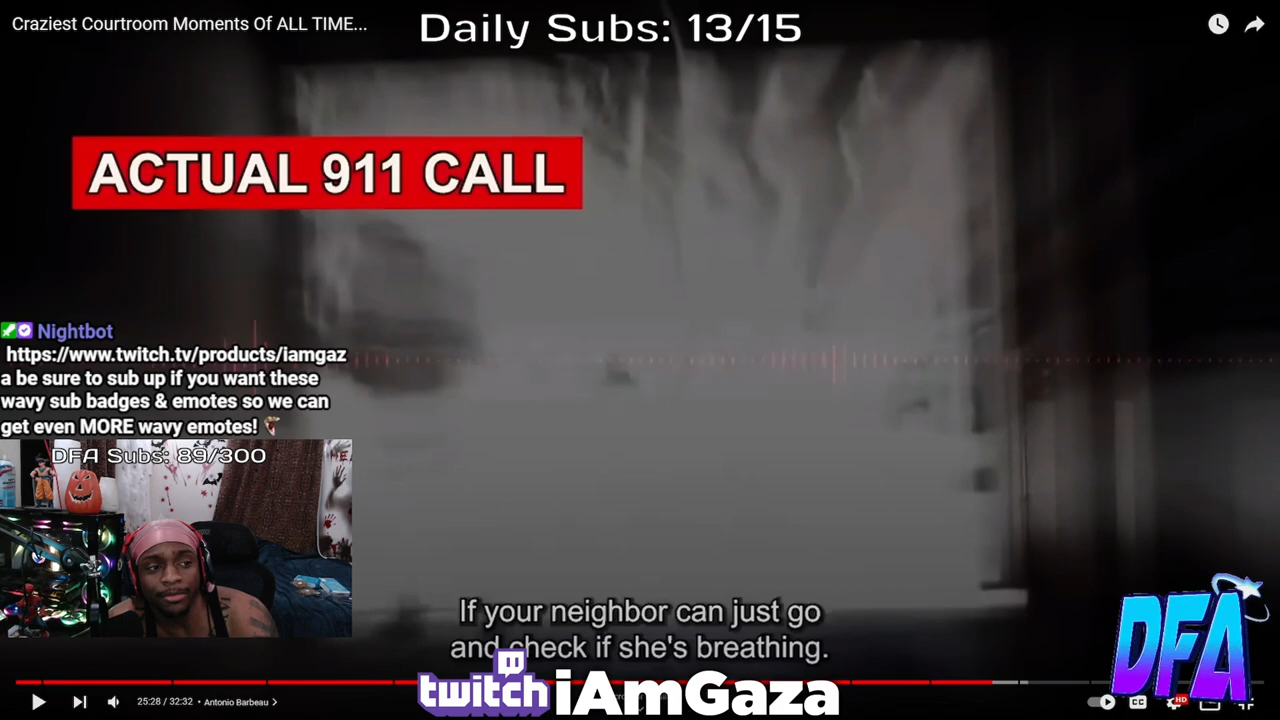 Craziest Courtroom Moments Of ALL TIME...
Daily Subs: 13/15
ACTUAL 911 CALL
Nightbot
https://www.twitch.tv/products/iamgaz
a be sure to sub up if you want these
wavy sub badges & emotes so we can
get even MORE wavy emotes!
DFA Subs: 89/300
If your neighbor can just go
and check if she's breathing.
twitch iAmGaza
DFA
25:28 / 32:32 • Antonio Barbeau >
CC
HD